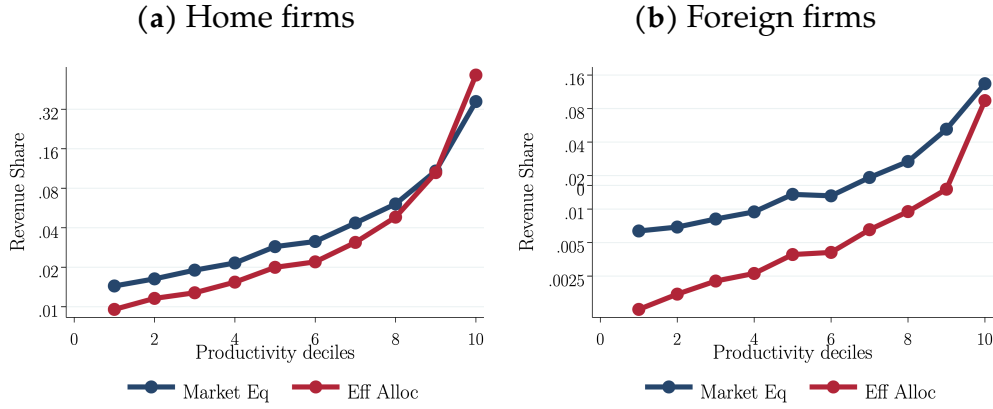 (a) Home firms
Revenue Share
.32
.16
.08
.04
.02
.01
0 2 4 6 8 10
Productivity deciles
Market Eq Eff Alloc
(b) Foreign firms
Revenue Share
.16
.08
.04
.02
0
.01
.005
.0025
0 2 4 6 8 10
Productivity deciles
Market Eq Eff Alloc